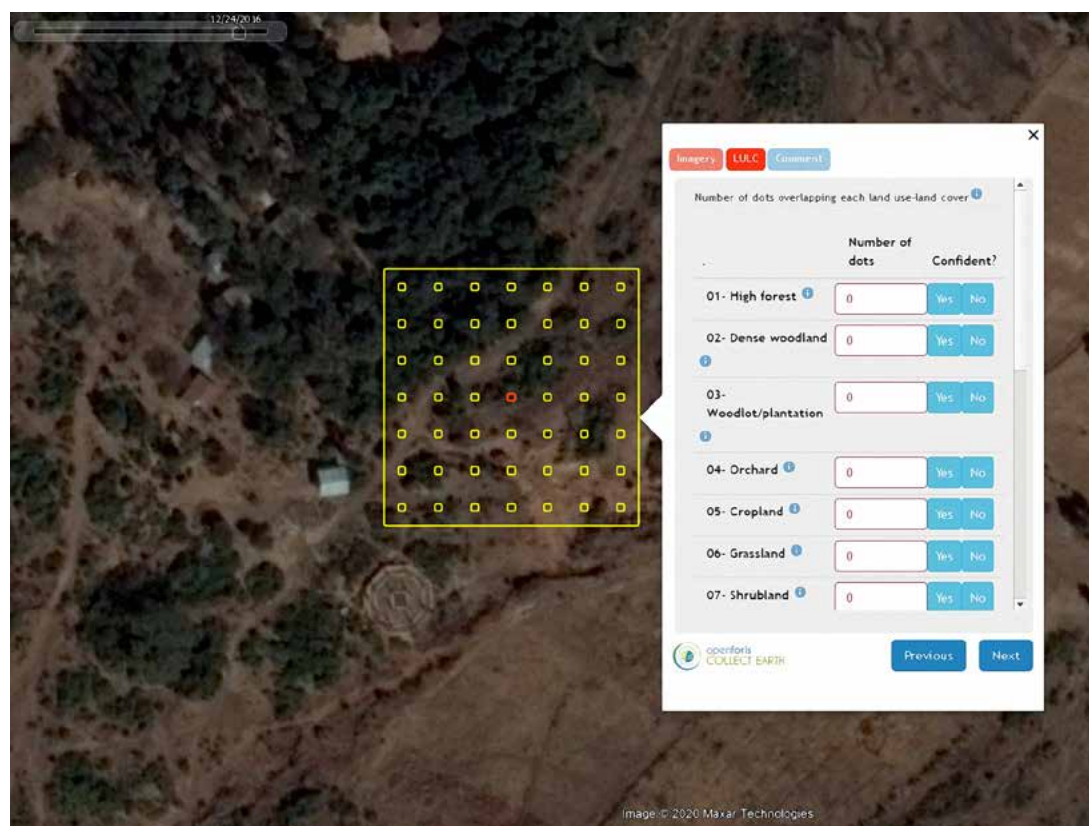 12/24/2016
Imagery LULC Comment
Number of dots overlapping each land use-land cover
Number of
dots Confident?
01- High forest 0 Yes No
02- Dense woodland 0 Yes No
03-
Woodlot/plantation 0 Yes No
04- Orchard 0 Yes No
05- Cropland 0 Yes No
06- Grassland 0 Yes No
07- Shrubland 0 Yes No
openforis
COLLECT EARTH
Previous Next
Image © 2020 Maxar Technologies